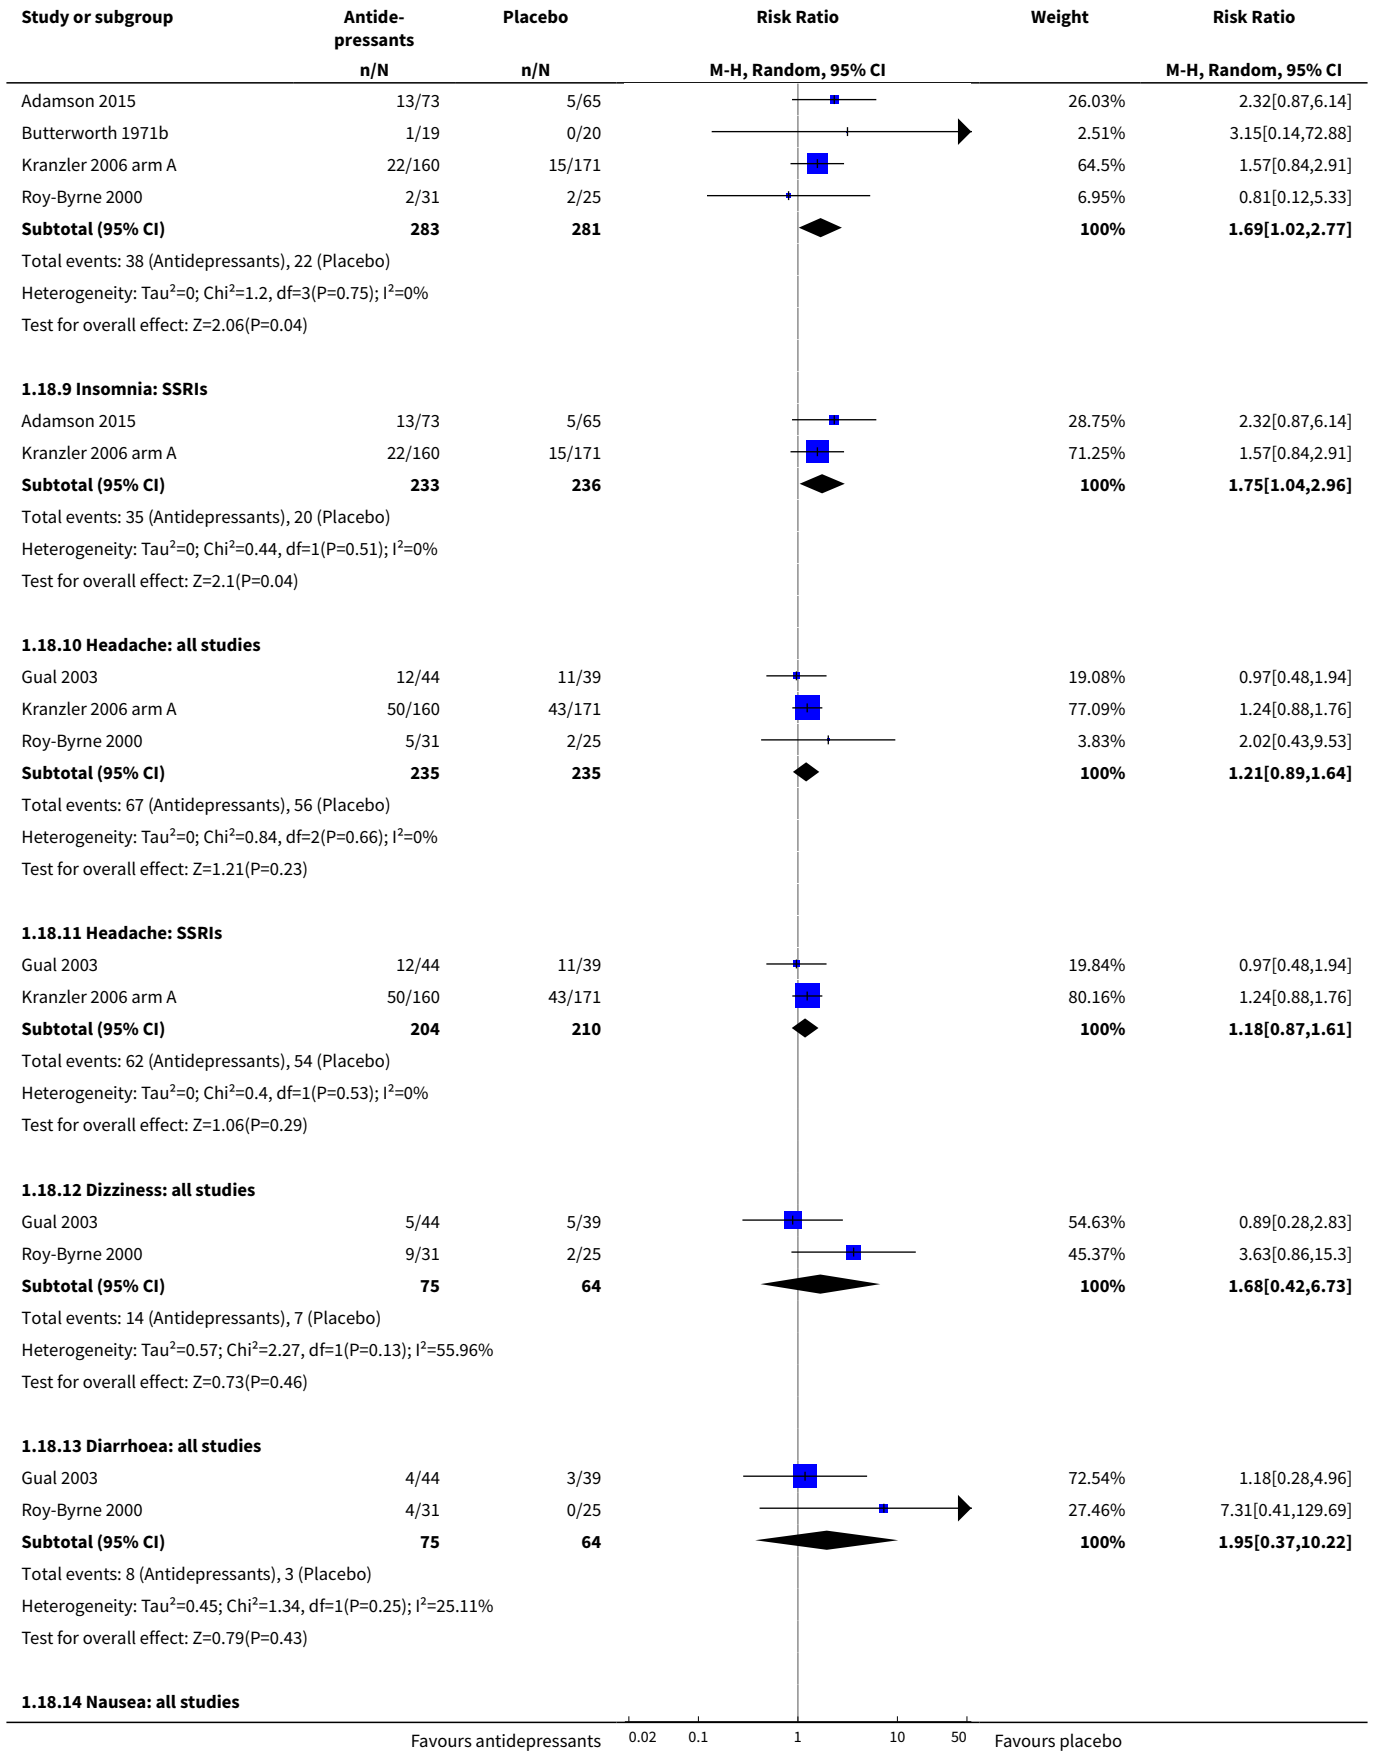 Study or subgroup Antide- Placebo Risk Ratio Weight Risk Ratio
pressants
n/N n/N M-H, Random, 95% CI M-H, Random, 95% CI
Adamson 2015 13/73 5/65 26.03% 2.32[0.87,6.14]
Butterworth 1971b 1/19 0/20 2.51% 3.15[0.14,72.88]
Kranzler 2006 arm A 22/160 15/171 64.5% 1.57[0.84,2.91]
Roy-Byrne 2000 2/31 2/25 6.95% 0.81[0.12,5.33]
Subtotal (95% CI) 283 281 100% 1.69[1.02,2.77]
Total events: 38 (Antidepressants), 22 (Placebo)
Heterogeneity: Tau²=0; Chi²=1.2, df=3(P=0.75); I²=0%
Test for overall effect: Z=2.06(P=0.04)
1.18.9 Insomnia: SSRIs
Adamson 2015 13/73 5/65 28.75% 2.32[0.87,6.14]
Kranzler 2006 arm A 22/160 15/171 71.25% 1.57[0.84,2.91]
Subtotal (95% CI) 233 236 100% 1.75[1.04,2.96]
Total events: 35 (Antidepressants), 20 (Placebo)
Heterogeneity: Tau²=0; Chi²=0.44, df=1(P=0.51); I²=0%
Test for overall effect: Z=2.1(P=0.04)
1.18.10 Headache: all studies
Gual 2003 12/44 11/39 19.08% 0.97[0.48,1.94]
Kranzler 2006 arm A 50/160 43/171 77.09% 1.24[0.88,1.76]
Roy-Byrne 2000 5/31 2/25 3.83% 2.02[0.43,9.53]
Subtotal (95% CI) 235 235 100% 1.21[0.89,1.64]
Total events: 67 (Antidepressants), 56 (Placebo)
Heterogeneity: Tau²=0; Chi²=0.84, df=2(P=0.66); I²=0%
Test for overall effect: Z=1.21(P=0.23)
1.18.11 Headache: SSRIs
Gual 2003 12/44 11/39 19.84% 0.97[0.48,1.94]
Kranzler 2006 arm A 50/160 43/171 80.16% 1.24[0.88,1.76]
Subtotal (95% CI) 204 210 100% 1.18[0.87,1.61]
Total events: 62 (Antidepressants), 54 (Placebo)
Heterogeneity: Tau²=0; Chi²=0.4, df=1(P=0.53); I²=0%
Test for overall effect: Z=1.06(P=0.29)
1.18.12 Dizziness: all studies
Gual 2003 5/44 5/39 54.63% 0.89[0.28,2.83]
Roy-Byrne 2000 9/31 2/25 45.37% 3.63[0.86,15.3]
Subtotal (95% CI) 75 64 100% 1.68[0.42,6.73]
Total events: 14 (Antidepressants), 7 (Placebo)
Heterogeneity: Tau²=0.57; Chi²=2.27, df=1(P=0.13); I²=55.96%
Test for overall effect: Z=0.73(P=0.46)
1.18.13 Diarrhoea: all studies
Gual 2003 4/44 3/39 72.54% 1.18[0.28,4.96]
Roy-Byrne 2000 4/31 0/25 27.46% 7.31[0.41,129.69]
Subtotal (95% CI) 75 64 100% 1.95[0.37,10.22]
Total events: 8 (Antidepressants), 3 (Placebo)
Heterogeneity: Tau²=0.45; Chi²=1.34, df=1(P=0.25); I²=25.11%
Test for overall effect: Z=0.79(P=0.43)
1.18.14 Nausea: all studies
Favours antidepressants 0.02 0.1 1 10 50 Favours placebo